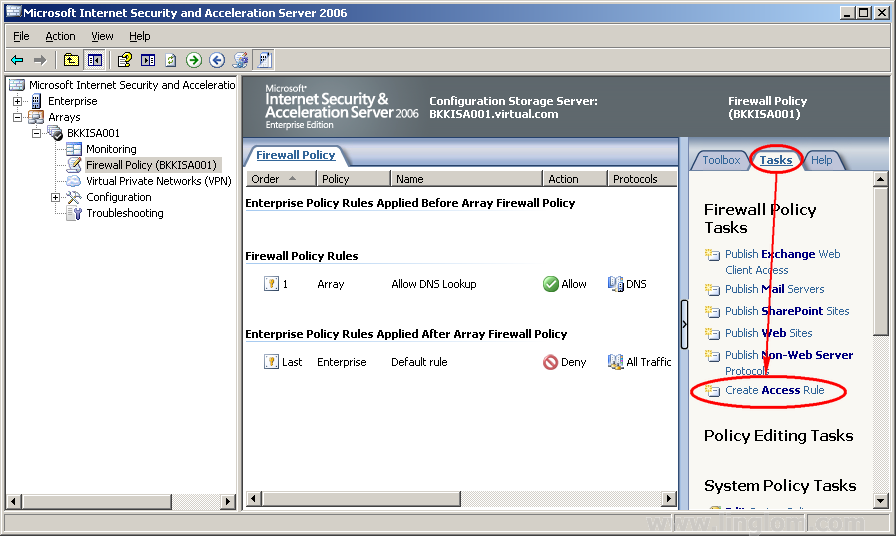 Microsoft Internet Security and Acceleration Server 2006
File Action View Help
Microsoft Internet Security and Acceleratio
Enterprise
Arrays
BKKISA001
Monitoring
Firewall Policy (BKKISA001)
Virtual Private Networks (VPN)
Configuration
Troubleshooting
Microsoft®
Internet Security &
Acceleration Server 2006
Enterprise Edition
Configuration Storage Server:
BKKISA001.virtual.com
Firewall Policy
(BKKISA001)
Firewall Policy
Order Policy Name Action Protocols
Enterprise Policy Rules Applied Before Array Firewall Policy
Firewall Policy Rules
1 Array Allow DNS Lookup Allow DNS
Enterprise Policy Rules Applied After Array Firewall Policy
Last Enterprise Default rule Deny All Traffic
Toolbox Tasks Help
Firewall Policy
Tasks
Publish Exchange Web
Client Access
Publish Mail Servers
Publish SharePoint Sites
Publish Web Sites
Publish Non-Web Server
Protocols
Create Access Rule
Policy Editing Tasks
System Policy Tasks
www.linglom.com